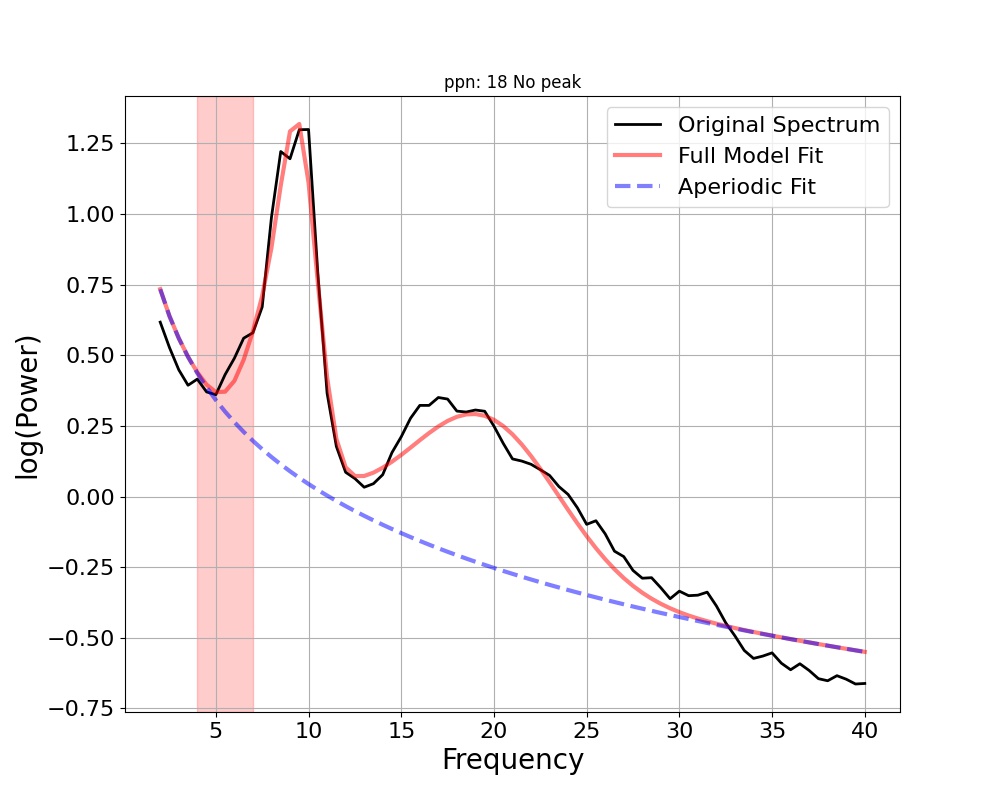 ppn: 18 No peak
Original Spectrum
Full Model Fit
Aperiodic Fit
log(Power)
1.25
1.00
0.75
0.50
0.25
0.00
−0.25
−0.50
−0.75
5 10 15 20 25 30 35 40
Frequency